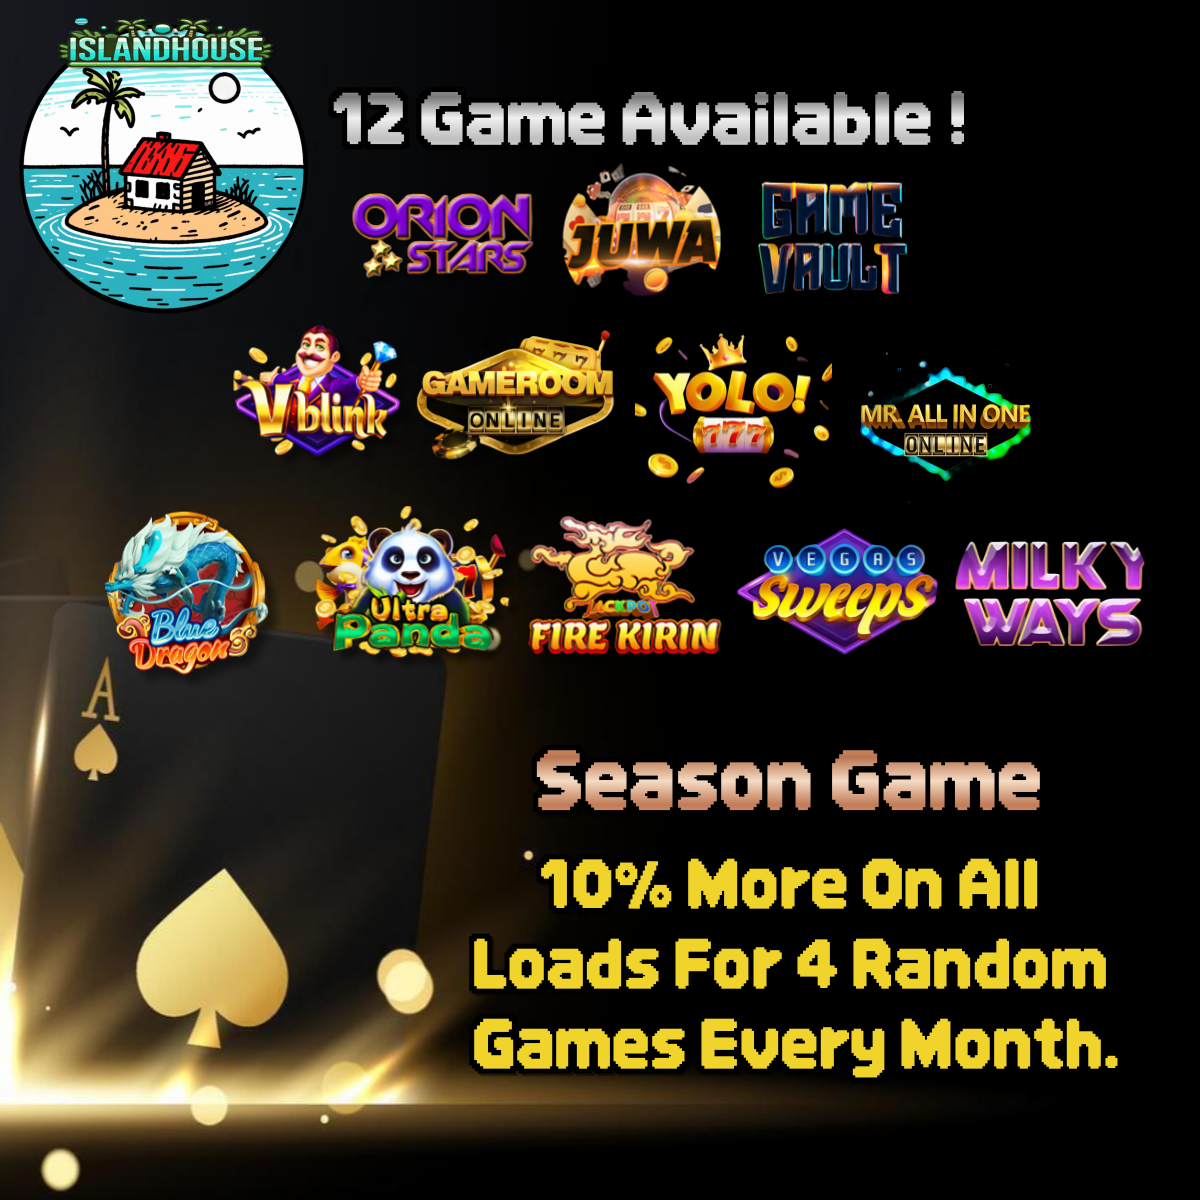 ISLANDHOUSE
12 Game Available !
ORION
STARS
JUWA
GAME
VAULT
Vblink
GAMEROOM
ONLINE
YOLO!
777
MR. ALL IN ONE
ONLINE
Blue
Dragon
Ultra
Panda
JACKPOT
FIRE KIRIN
VEGAS
Sweeps
MILKY
WAYS
A
Season Game
10% More On All
Loads For 4 Random
Games Every Month.